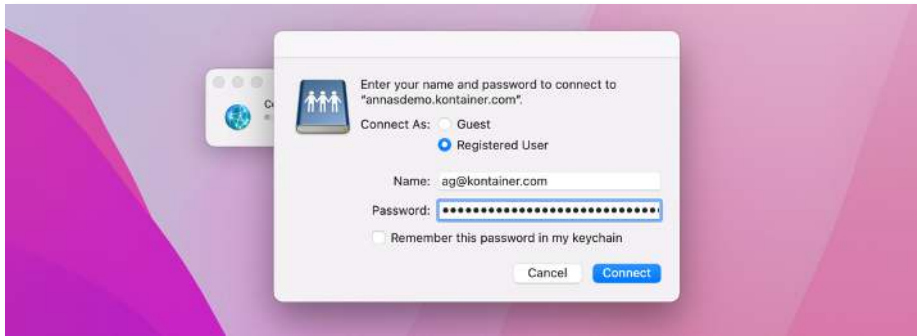 Enter your name and password to connect to
"annasdemo.kontainer.com".
Connect As:
Guest
Registered User
Name: ag@kontainer.com
Password: ••••••••••••••••••••••••••••••
Remember this password in my keychain
Cancel
Connect